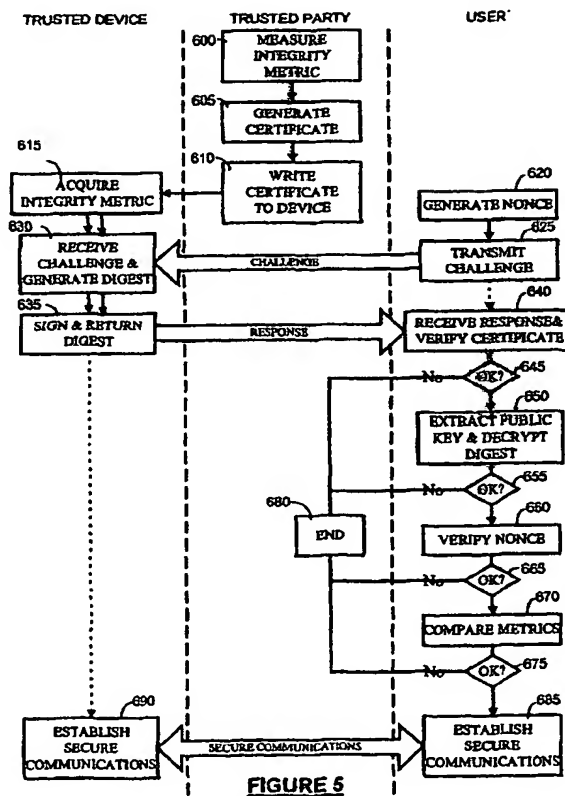 TRUSTED DEVICE
TRUSTED PARTY
USER
600
MEASURE
INTEGRITY
METRIC
605
GENERATE
CERTIFICATE
610
WRITE
CERTIFICATE
TO DEVICE
615
ACQUIRE
INTEGRITY METRIC
620
GENERATE NONCE
625
TRANSMIT
CHALLENGE
CHALLENGE
630
RECEIVE
CHALLENGE &
GENERATE DIGEST
635
SIGN & RETURN
DIGEST
RESPONSE
640
RECEIVE RESPONSE&
VERIFY CERTIFICATE
No
OK?
645
650
EXTRACT PUBLIC
KEY & DECRYPT
DIGEST
No
OK?
655
680
END
660
VERIFY NONCE
No
OK?
665
670
COMPARE METRICS
No
OK?
675
690
ESTABLISH
SECURE
COMMUNICATIONS
SECURE COMMUNICATIONS
685
ESTABLISH
SECURE
COMMUNICATIONS
FIGURE 5